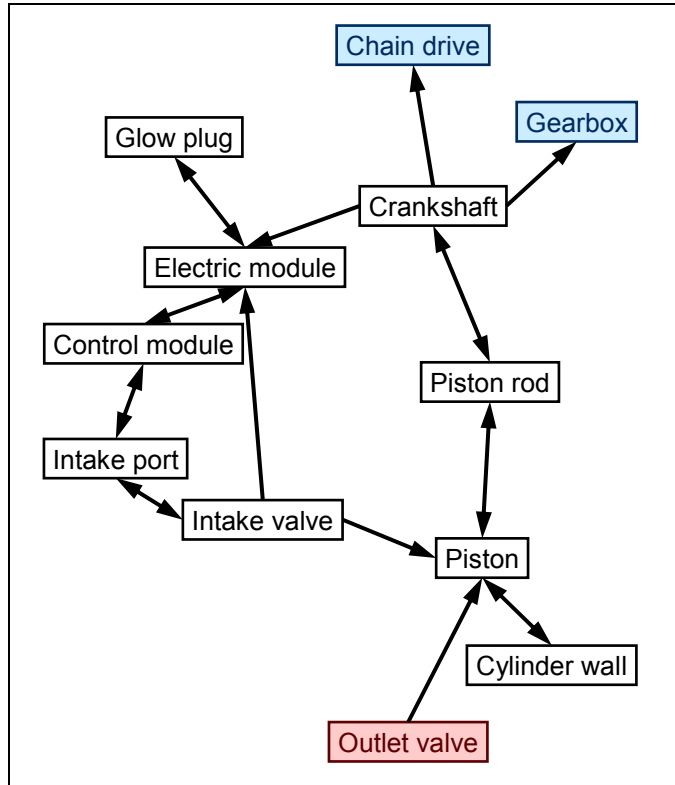 Chain drive
Gearbox
Glow plug
Crankshaft
Electric module
Control module
Piston rod
Intake port
Intake valve
Piston
Cylinder wall
Outlet valve